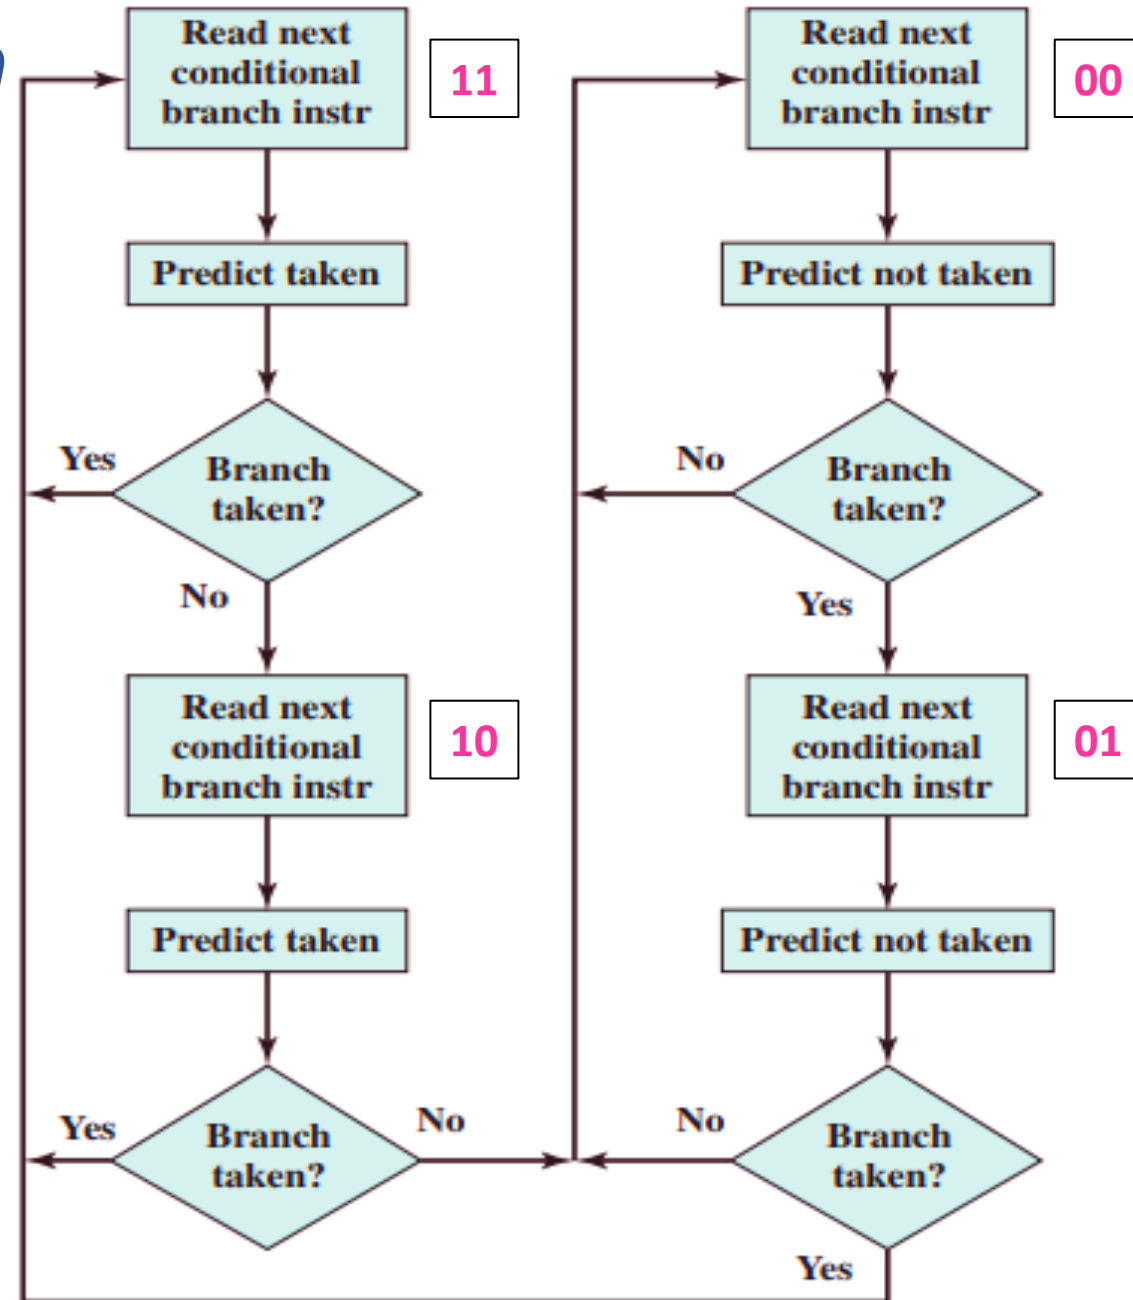 Read next
conditional
branch instr
11
Read next
conditional
branch instr
00
Predict taken
Predict not taken
Yes
Branch
taken?
No
No
Branch
taken?
Yes
Read next
conditional
branch instr
10
Read next
conditional
branch instr
01
Predict taken
Predict not taken
Yes
Branch
taken?
No
No
Branch
taken?
Yes